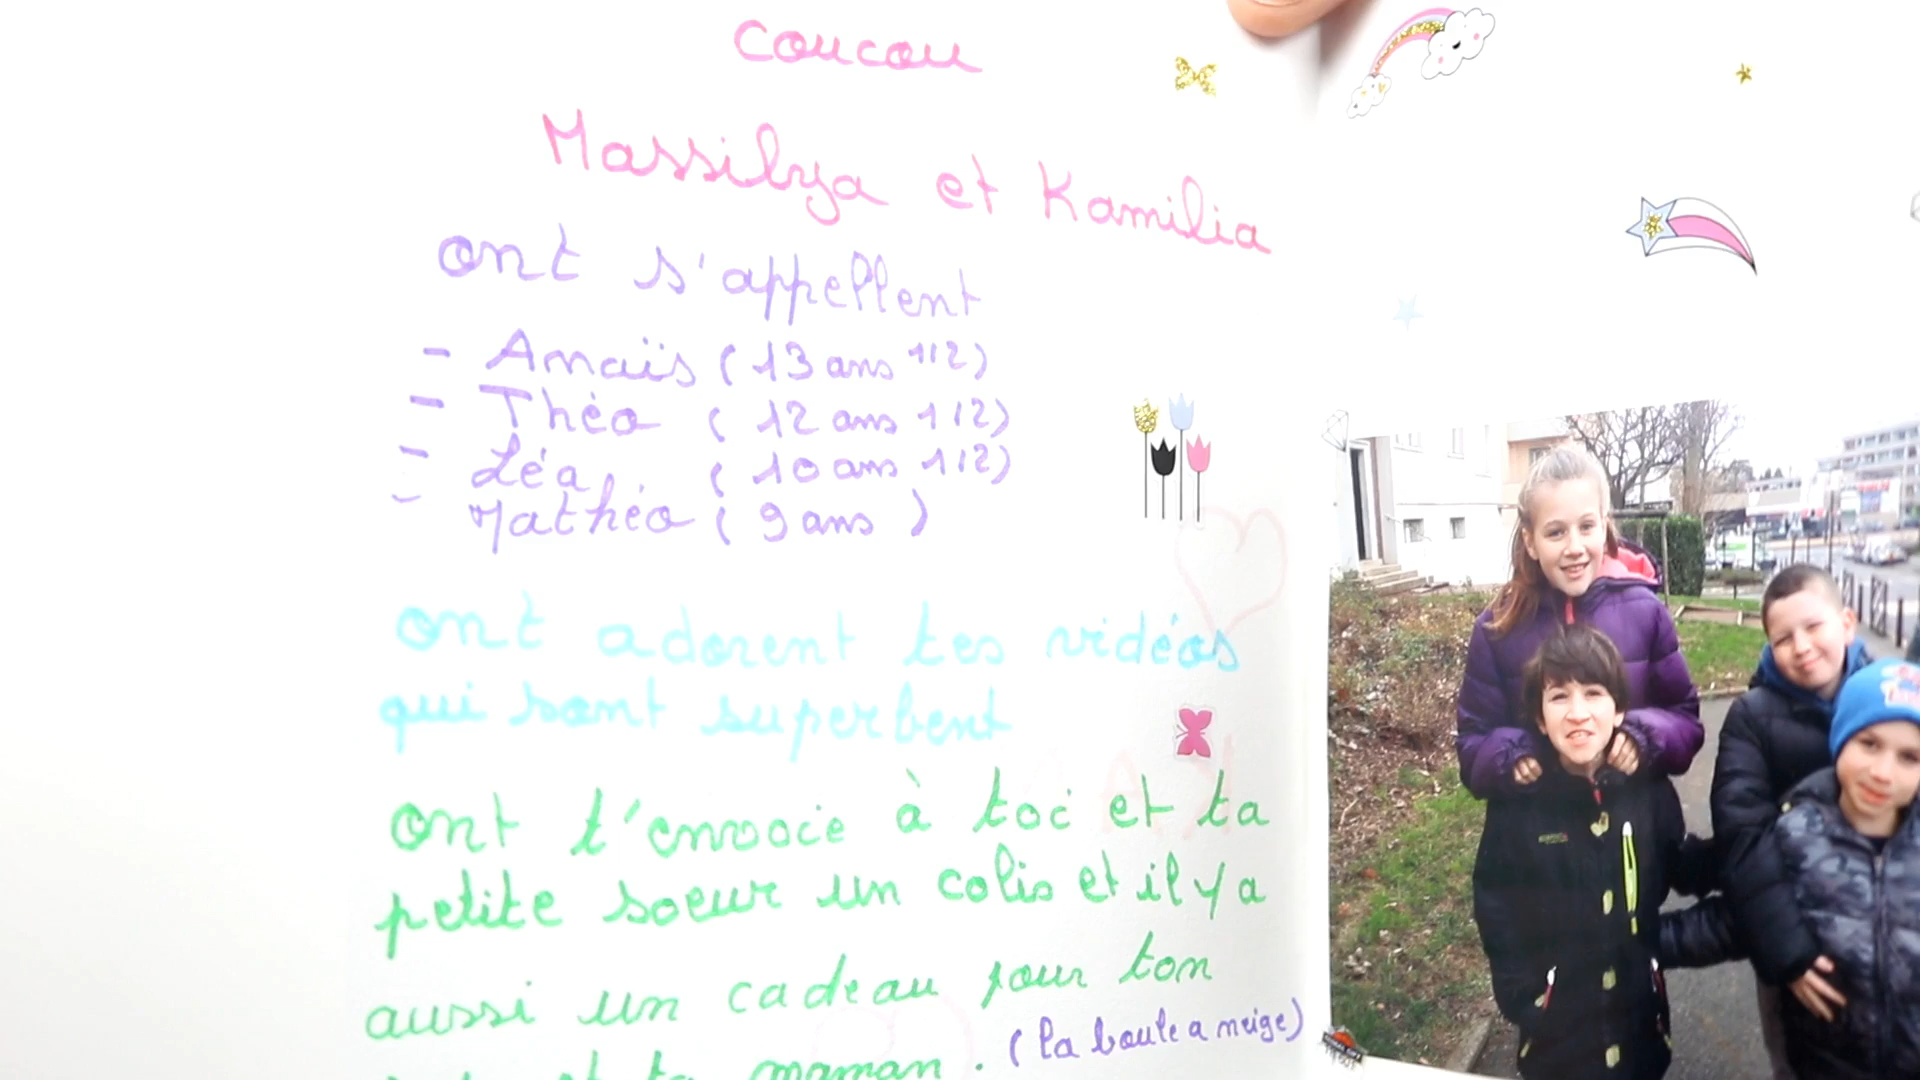 coucou
Massilya et Kamilia
ont s'appellent
- Anaïs (13 ans 1/2)
- Théo (12 ans 1/2)
- Léa (10 ans 1/2)
- Mathéo (9 ans)
ont adorent tes vidéos
qui sont superbent
ont t'envoie à toi et ta
petite soeur un colis et il y a
aussi un cadeau pour ton
(la boule a neige)
et ta maman.